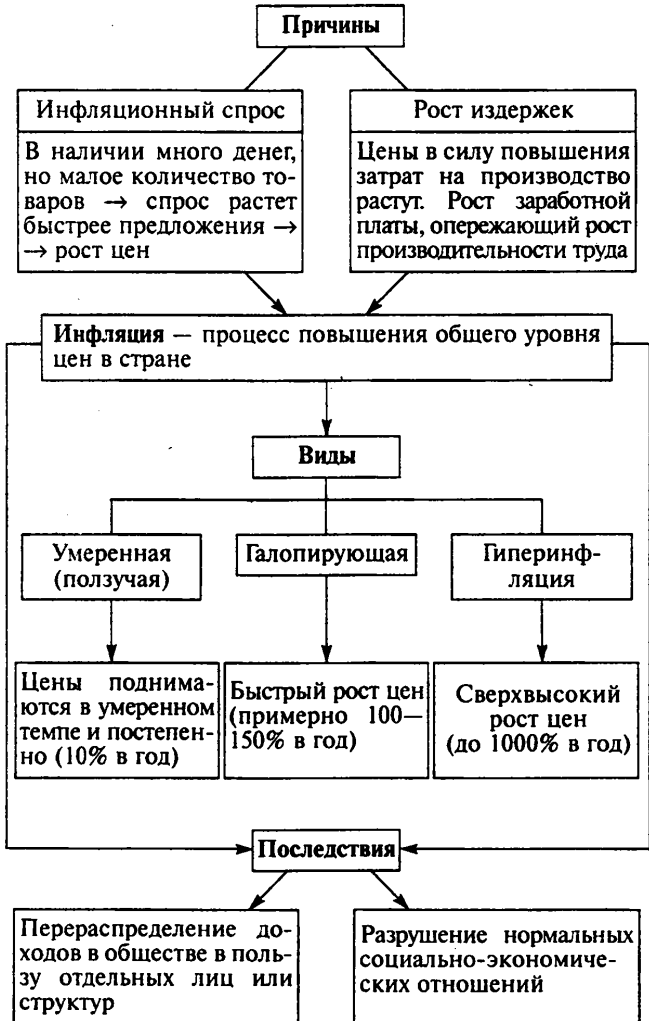 Причины
Инфляционный спрос
В наличии много денег,
но малое количество то-
варов → спрос растет
быстрее предложения →
→ рост цен
Рост издержек
Цены в силу повышения
затрат на производство
растут. Рост заработной
платы, опережающий рост
производительности труда
Инфляция — процесс повышения общего уровня
цен в стране
Виды
Умеренная
(ползучая)
Галопирующая
Гиперинф-
ляция
Цены поднима-
ются в умеренном
темпе и постепен-
но (10% в год)
Быстрый рост цен
(примерно 100—
150% в год)
Сверхвысокий
рост цен
(до 1000% в год)
Последствия
Перераспределение до-
ходов в обществе в поль-
зу отдельных лиц или
структур
Разрушение нормальных
социально-экономиче-
ских отношений